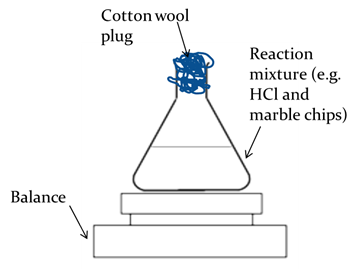 Cotton wool
plug
Reaction
mixture (e.g.
HCl and
marble chips)
Balance